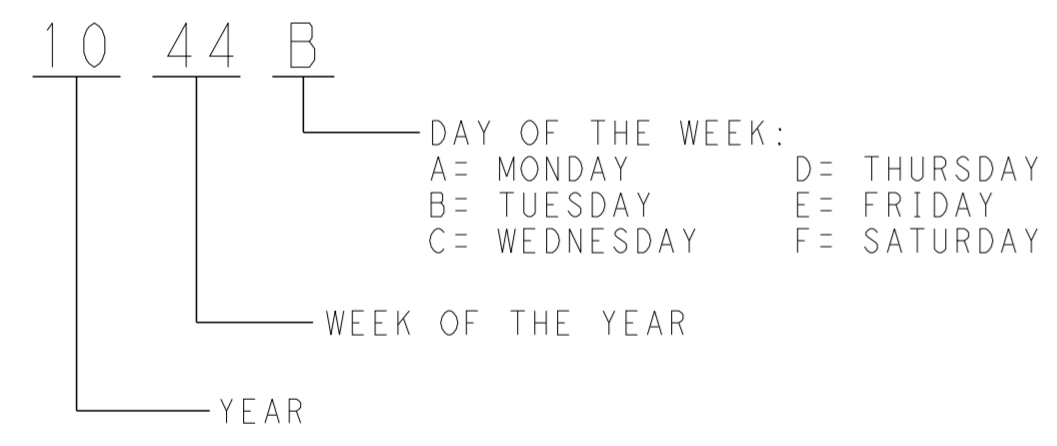 10 44 B
DAY OF THE WEEK:
A= MONDAY D= THURSDAY
B= TUESDAY E= FRIDAY
C= WEDNESDAY F= SATURDAY
WEEK OF THE YEAR
YEAR